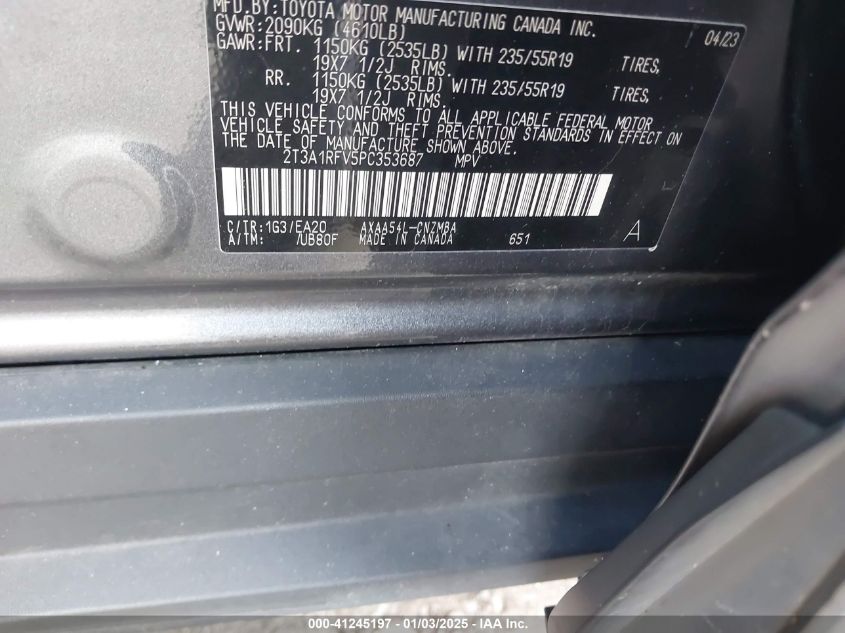 MFD.BY:TOYOTA MOTOR MANUFACTURING CANADA INC.
GVWR:2090KG (4610LB) 04/23
GAWR:FRT. 1150KG (2535LB) WITH 235/55R19 TIRES,
19X7 1/2J RIMS.
RR. 1150KG (2535LB) WITH 235/55R19 TIRES,
19X7 1/2J RIMS.
THIS VEHICLE CONFORMS TO ALL APPLICABLE FEDERAL MOTOR
VEHICLE SAFETY AND THEFT PREVENTION STANDARDS IN EFFECT ON
THE DATE OF MANUFACTURE SHOWN ABOVE.
2T3A1RFV5PC353687 MPV
C/TR:1G3/EA20 AXAA54L-CNZMBA
A/TM: /UB80F MADE IN CANADA 651 A
000-41245197 - 01/03/2025 - IAAI INC.